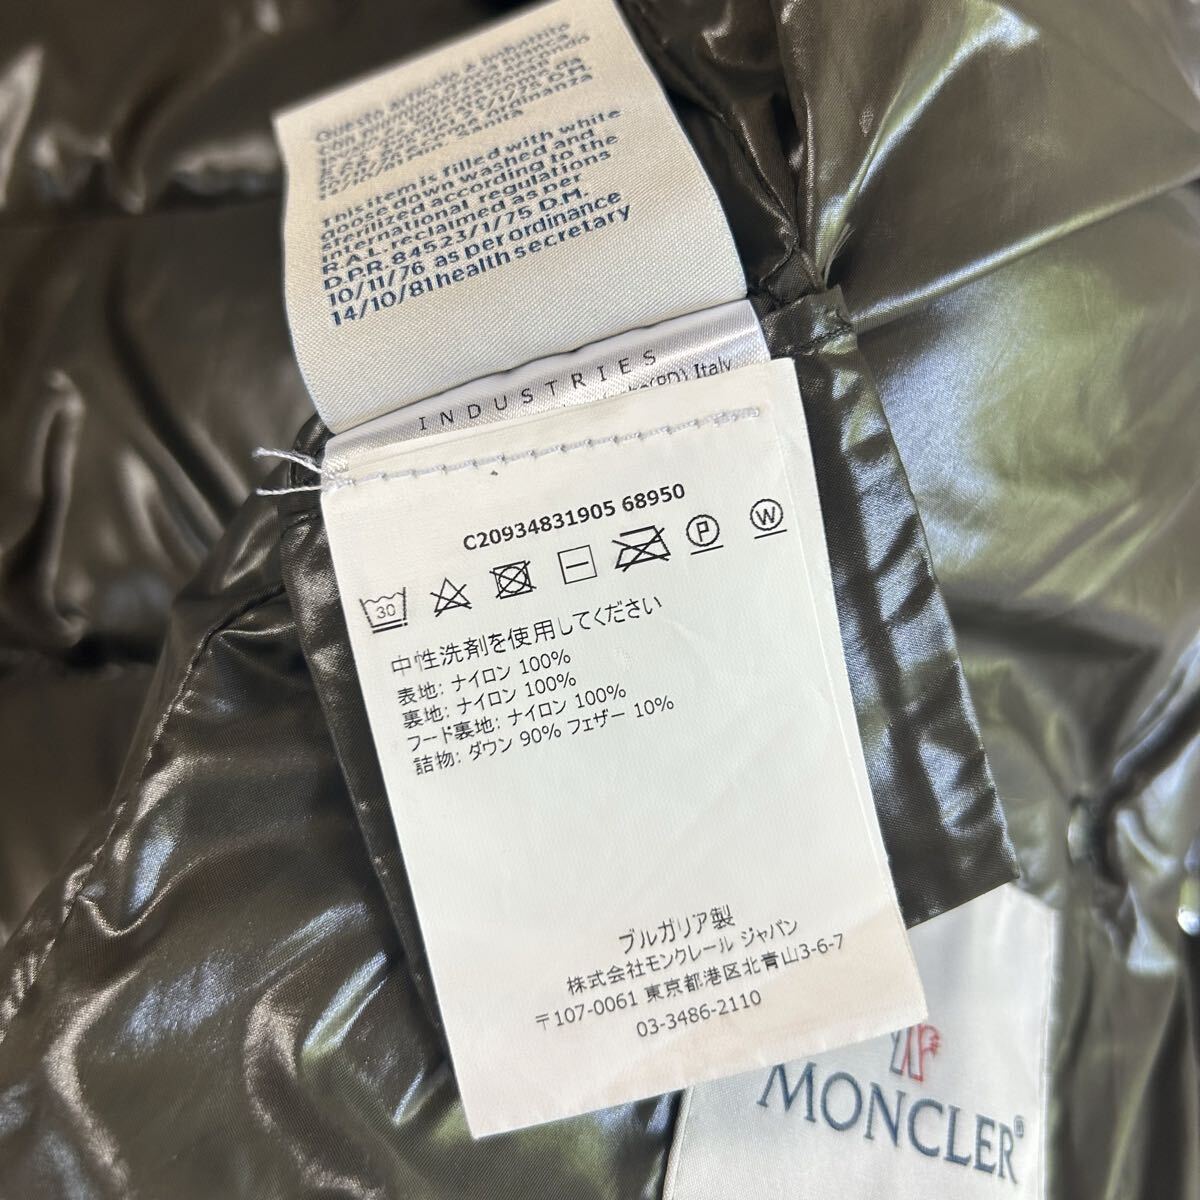 This item is filled with white
goose down washed and
sterilized according to the
international regulations
R.A.L. reclamed as per
D.P.R. 84523/1/75 D.M.
10/11/76 as per ordinance
14/10/81 health secretary
INDUSTRIES
Italy
C20934831905 68950
30
P
W
中性洗剤を使用してください
表地: ナイロン 100%
裏地: ナイロン 100%
フード裏地: ナイロン 100%
詰物: ダウン 90% フェザー 10%
ブルガリア製
株式会社モンクレール ジャパン
〒107-0061 東京都港区北青山3-6-7
03-3486-2110
MONCLER®